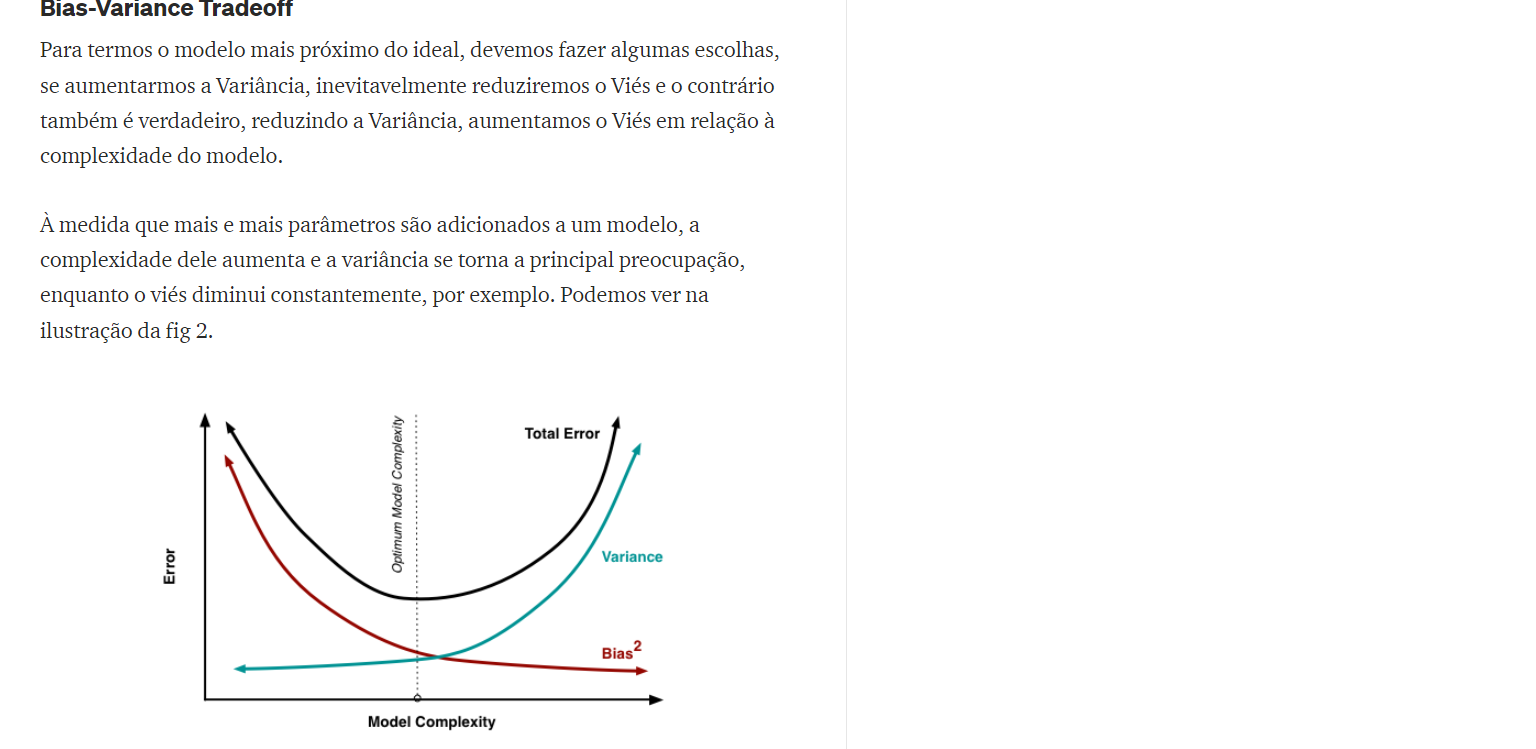 Bias-Variance Tradeoff
Para termos o modelo mais próximo do ideal, devemos fazer algumas escolhas,
se aumentarmos a Variância, inevitavelmente reduziremos o Viés e o contrário
também é verdadeiro, reduzindo a Variância, aumentamos o Viés em relação à
complexidade do modelo.
À medida que mais e mais parâmetros são adicionados a um modelo, a
complexidade dele aumenta e a variância se torna a principal preocupação,
enquanto o viés diminui constantemente, por exemplo. Podemos ver na
ilustração da fig 2.
Optimum Model Complexity
Total Error
Error
Variance
Bias²
Model Complexity